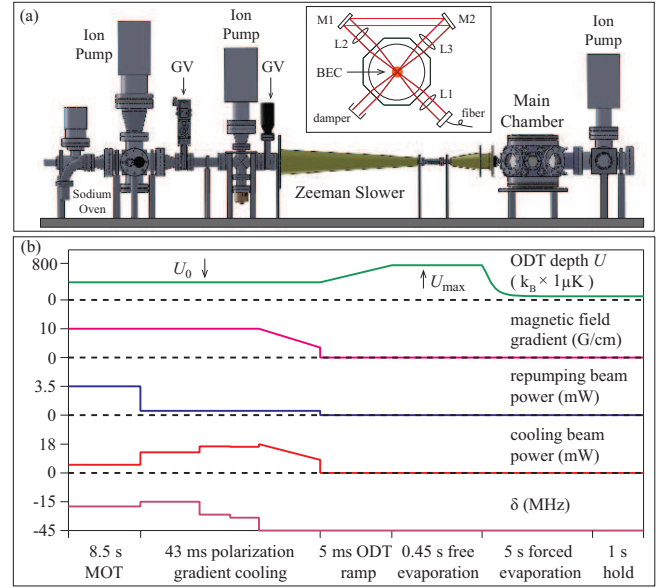 (a)
Ion
Pump
GV
GV
Ion
Pump
M1
M2
L2
L3
BEC
L1
damper
fiber
Main
Chamber
Ion
Pump
Sodium
Oven
Zeeman Slower
(b)
800
0
U0
Umax
ODT depth U
( kB × 1μK )
10
0
magnetic field
gradient (G/cm)
3.5
0
repumping beam
power (mW)
18
0
cooling beam
power (mW)
-15
-45
δ (MHz)
8.5 s
MOT
43 ms polarization
gradient cooling
5 ms ODT
ramp
0.45 s free
evaporation
5s forced
evaporation
1 s
hold